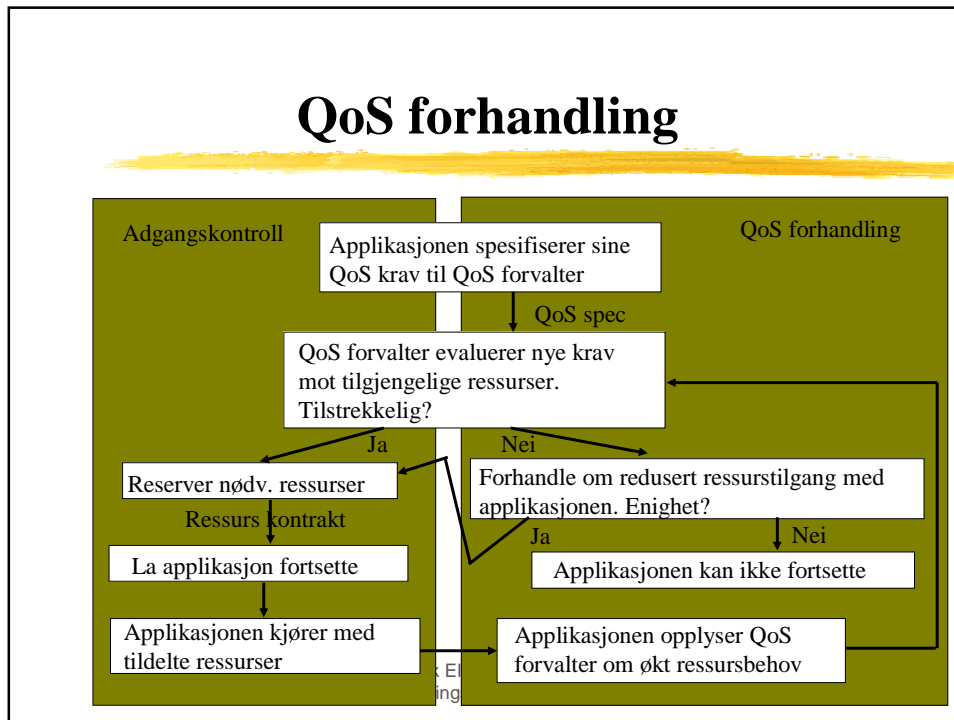 QoS forhandling
Adgangskontroll
QoS forhandling
Applikasjonen spesifiserer sine
QoS krav til QoS forvalter
QoS spec
QoS forvalter evaluerer nye krav
mot tilgjengelige ressurser.
Tilstrekkelig?
Ja
Nei
Reserver nødv. ressurser
Forhandle om redusert ressurstilgang med
applikasjonen. Enighet?
Ressurs kontrakt
Ja
Nei
La applikasjon fortsette
Applikasjonen kan ikke fortsette
Applikasjonen kjører med
tildelte ressurser
Applikasjonen opplyser QoS
forvalter om økt ressursbehov